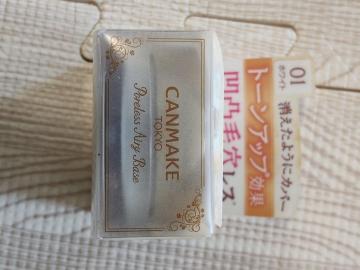 CANMAKE
TOKYO
Poreless Airy Base
01
ホワイト
消えたようにカバー
トーンアップ効果
凹凸毛穴レス